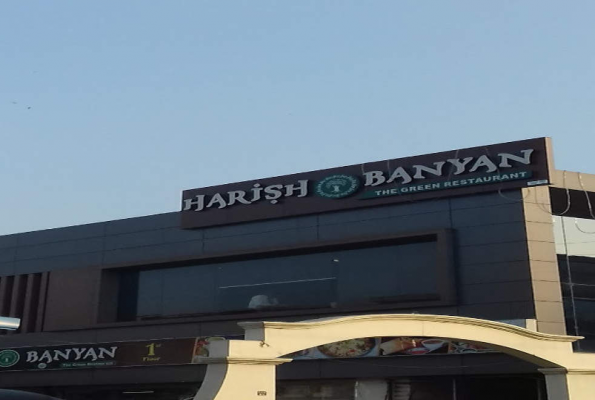 HARISH BANYAN
THE GREEN RESTAURANT
BANYAN 1st
Floor